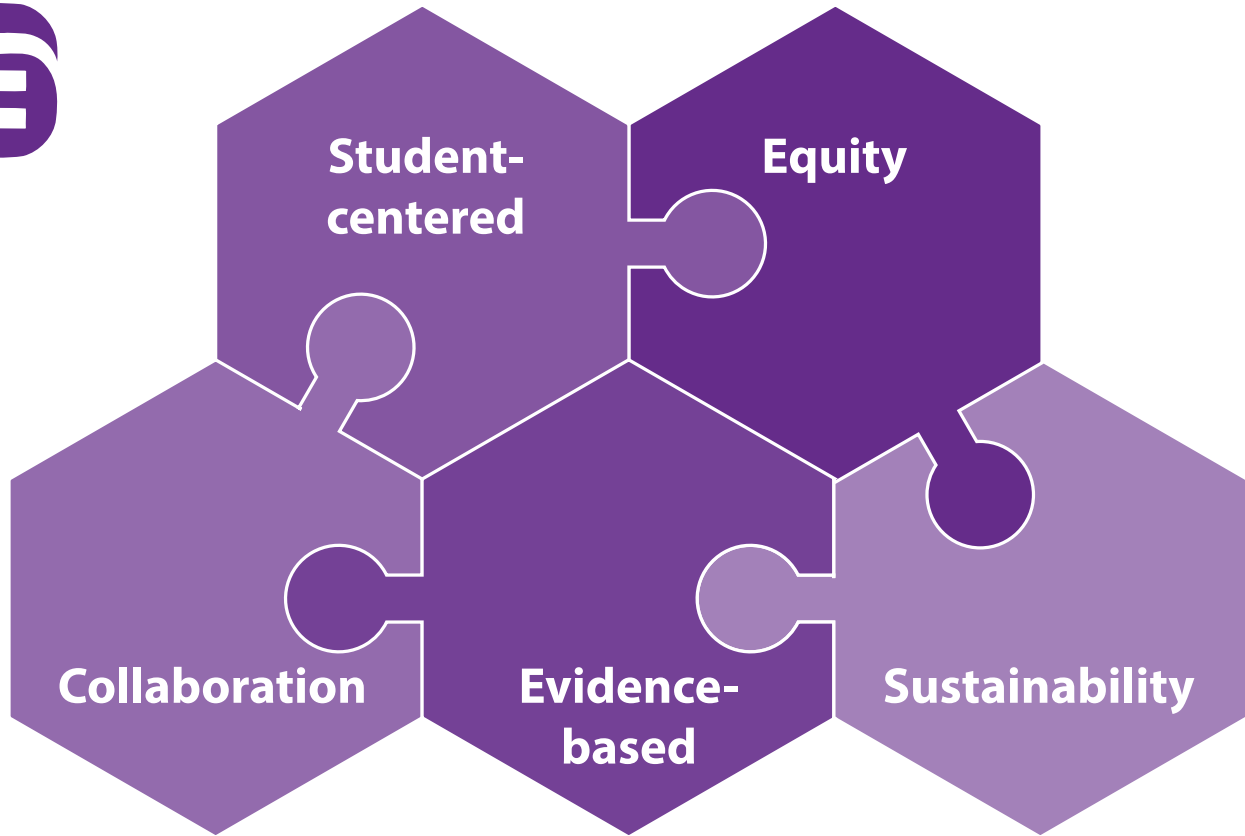 Student-
centered
Equity
Collaboration
Evidence-
based
Sustainability